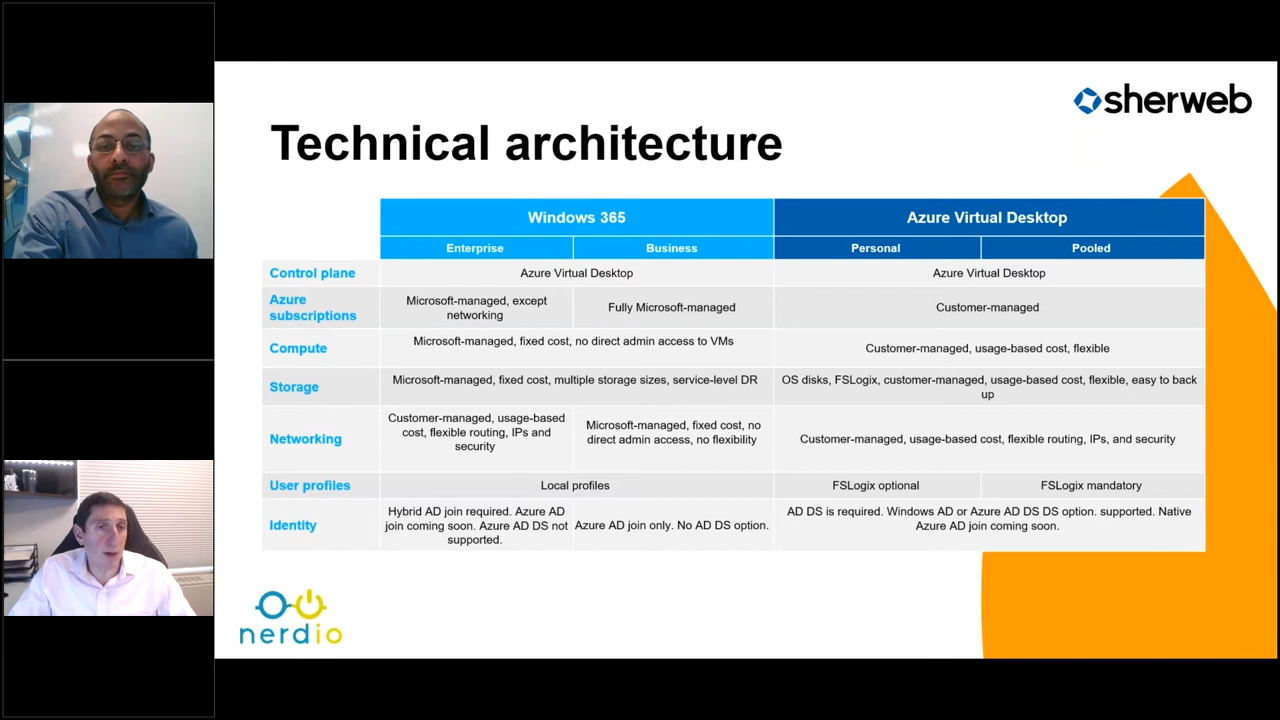 sherweb
Technical architecture
Windows 365
Azure Virtual Desktop
Enterprise
Business
Personal
Pooled
Control plane
Azure Virtual Desktop
Azure Virtual Desktop
Azure
subscriptions
Microsoft-managed, except
networking
Fully Microsoft-managed
Customer-managed
Compute
Microsoft-managed, fixed cost, no direct admin access to VMs
Customer-managed, usage-based cost, flexible
Storage
Microsoft-managed, fixed cost, multiple storage sizes, service-level DR
OS disks, FSLogix, customer-managed, usage-based cost, flexible, easy to back
up
Networking
Customer-managed, usage-based
cost, flexible routing, IPs and
security
Microsoft-managed, fixed cost, no
direct admin access, no flexibility
Customer-managed, usage-based cost, flexible routing, IPs, and security
User profiles
Local profiles
FSLogix optional
FSLogix mandatory
Identity
Hybrid AD join required. Azure AD
join coming soon. Azure AD DS not
supported.
Azure AD join only. No AD DS option.
AD DS is required. Windows AD or Azure AD DS DS option. supported. Native
Azure AD join coming soon.
nerdio